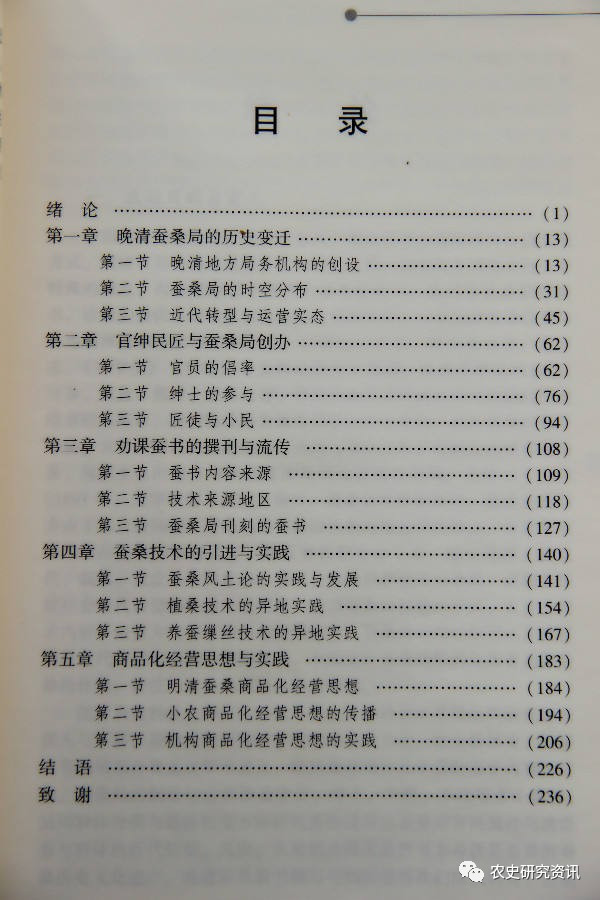 目 录
绪 论 ………………………………………… (1)
第一章 晚清蚕桑局的历史变迁 ………………………… (13)
第一节 晚清地方局务机构的创设 ………………… (13)
第二节 蚕桑局的时空分布 ……………………… (31)
第三节 近代转型与运营实态 …………………… (45)
第二章 官绅民匠与蚕桑局创办 ………………………… (62)
第一节 官员的倡率 …………………………… (62)
第二节 绅士的参与 …………………………… (76)
第三节 匠徒与小民 …………………………… (94)
第三章 劝课蚕书的撰刊与流传 ………………………… (108)
第一节 蚕书内容来源 ………………………… (109)
第二节 技术来源地区 ………………………… (118)
第三节 蚕桑局刊刻的蚕书 ……………………… (127)
第四章 蚕桑技术的引进与实践 ………………………… (140)
第一节 蚕桑风土论的实践与发展 ………………… (141)
第二节 植桑技术的异地实践 …………………… (154)
第三节 养蚕缫丝技术的异地实践 ………………… (167)
第五章 商品化经营思想与实践 ………………………… (183)
第一节 明清蚕桑商品化经营思想 ………………… (184)
第二节 小农商品化经营思想的传播 ……………… (194)
第三节 机构商品化经营思想的实践 ……………… (206)
结 语 ………………………………………… (226)
致 谢 ………………………………………… (236)
农史研究资讯